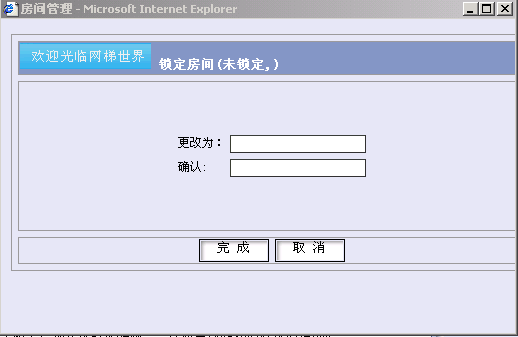 房间管理 - Microsoft Internet Explorer
欢迎光临网梯世界
锁定房间(未锁定,)
更改为：
确认:
完 成
取 消